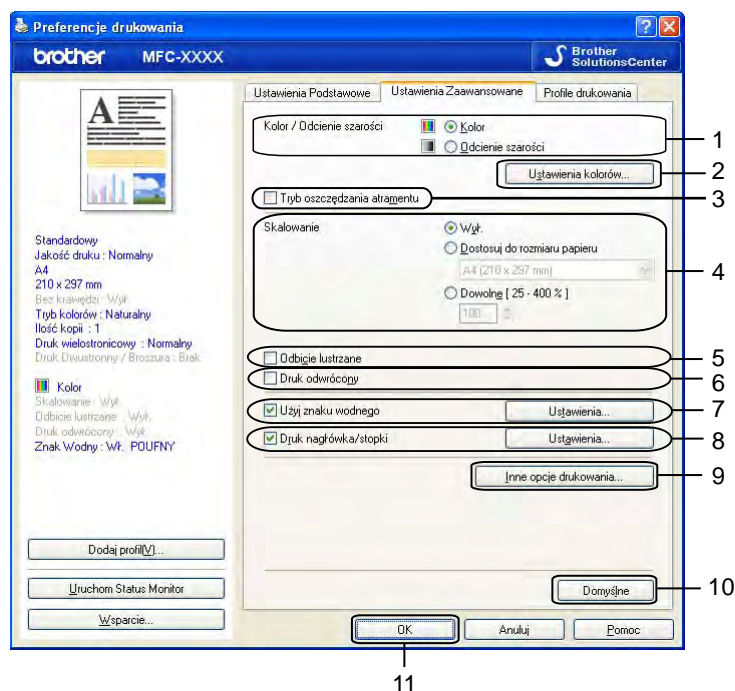 Preferencje drukowania
brother MFC-XXXX
Brother
SolutionsCenter
Ustawienia Podstawowe Ustawienia Zaawansowane Profile drukowania
Kolor / Odcienie szarości
Kolor
Odcienie szarości
1
Ustawienia kolorów...
2
Tryb oszczędzania atramentu
3
Skalowanie
Wył.
Dostosuj do rozmiaru papieru
A4 (210 x 297 mm)
Dowolne [ 25 - 400 % ]
100
4
Odbicie lustrzane
5
Druk odwrócony
6
Użyj znaku wodnego Ustawienia...
7
Druk nagłówka/stopki Ustawienia...
8
Inne opcje drukowania...
9
Domyślne
10
A
Standardowy
Jakość druku : Normalny
A4
210 x 297 mm
Bez krawędzi : Wył.
Tryb kolorów : Naturalny
Ilość kopii : 1
Druk wielostronicowy : Normalny
Druk Dwustronny / Broszura : Brak
Kolor
Skalowanie : Wył.
Odbicie lustrzane : Wył.
Druk odwrócony : Wył.
Znak Wodny : Wł. POUFNY
Dodaj profil(V)...
Uruchom Status Monitor
Wsparcie...
OK Anuluj Pomoc
11